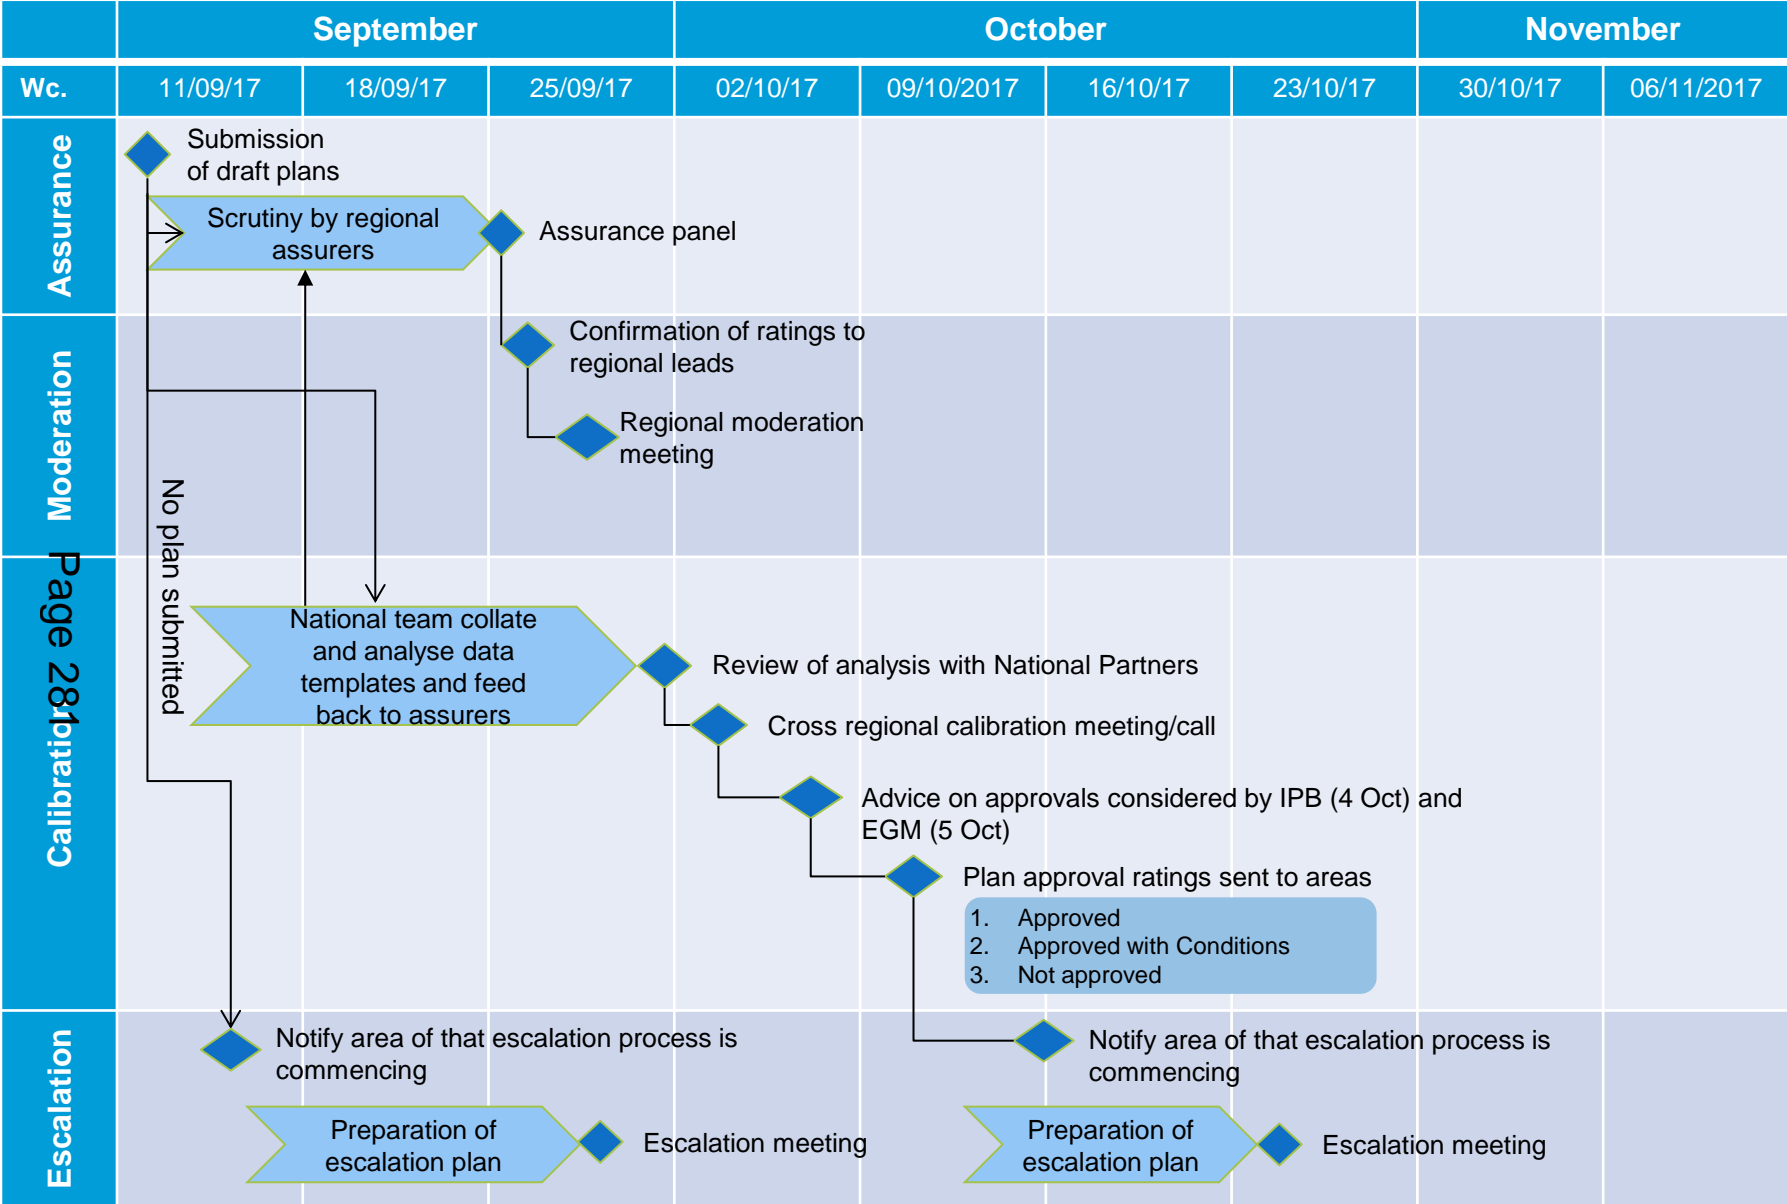 September
October
November
Wc.
11/09/17
18/09/17
25/09/17
02/10/17
09/10/2017
16/10/17
23/10/17
30/10/17
06/11/2017
Assurance
Submission
of draft plans
Scrutiny by regional
assurers
Assurance panel
Moderation
Confirmation of ratings to
regional leads
Regional moderation
meeting
No plan submitted
Page 281
Calibration
National team collate
and analyse data
templates and feed
back to assurers
Review of analysis with National Partners
Cross regional calibration meeting/call
Advice on approvals considered by IPB (4 Oct) and
EGM (5 Oct)
Plan approval ratings sent to areas
1. Approved
2. Approved with Conditions
3. Not approved
Escalation
Notify area of that escalation process is
commencing
Notify area of that escalation process is
commencing
Preparation of
escalation plan
Escalation meeting
Preparation of
escalation plan
Escalation meeting